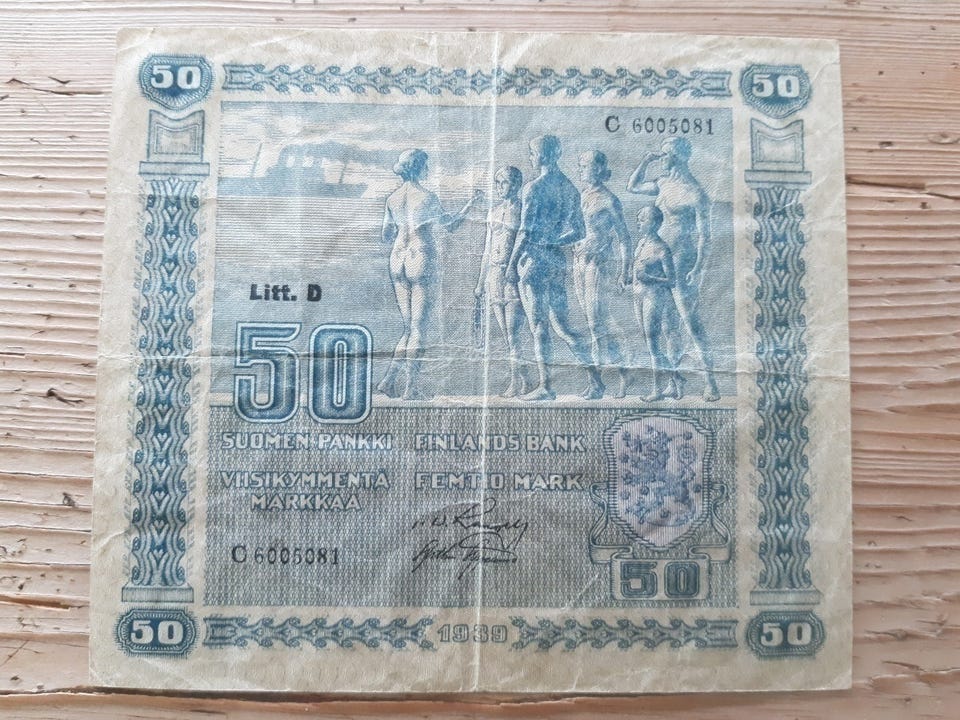 50 50
C 6005081
Litt. D
50
SUOMEN PANKKI FINLANDS BANK
VIISIKYMMENTÄ FEMTIO MARK
MARKKAA
C 6005081
50
50 1939 50